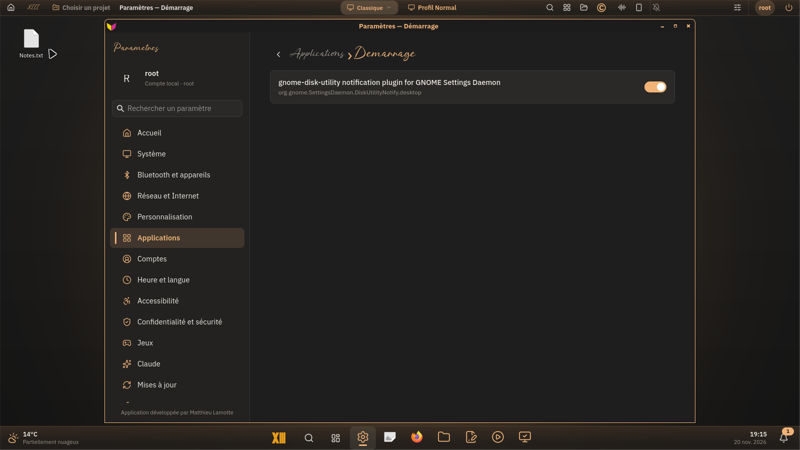 XIII
Choisir un projet
Paramètres — Démarrage
Classique
Profil Normal
root
Notes.txt
Paramètres — Démarrage
Paramètres
R
root
Compte local · root
Rechercher un paramètre
Accueil
Système
Bluetooth et appareils
Réseau et Internet
Personnalisation
Applications
Comptes
Heure et langue
Accessibilité
Confidentialité et sécurité
Jeux
Claude
Mises à jour
Application développée par Matthieu Lamotte
Applications › Démarrage
gnome-disk-utility notification plugin for GNOME Settings Daemon
org.gnome.SettingsDaemon.DiskUtilityNotify.desktop
14°C
Partiellement nuageux
XIII
19:15
20 nov. 2026
1